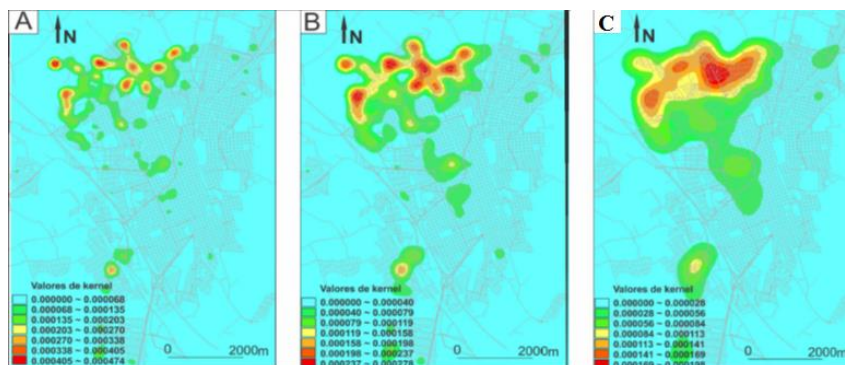 A
N
Valores de kernel
0.000000 ~ 0.000068
0.000068 ~ 0.000135
0.000135 ~ 0.000203
0.000203 ~ 0.000270
0.000270 ~ 0.000338
0.000338 ~ 0.000405
0.000405 ~ 0.000474
0 2000m
B
N
Valores de kernel
0.000000 ~ 0.000040
0.000040 ~ 0.000079
0.000079 ~ 0.000119
0.000119 ~ 0.000158
0.000158 ~ 0.000198
0.000198 ~ 0.000237
0 2000m
C
N
Valores de kernel
0.000000 ~ 0.000028
0.000028 ~ 0.000056
0.000056 ~ 0.000084
0.000084 ~ 0.000113
0.000113 ~ 0.000141
0.000141 ~ 0.000169
0 2000m